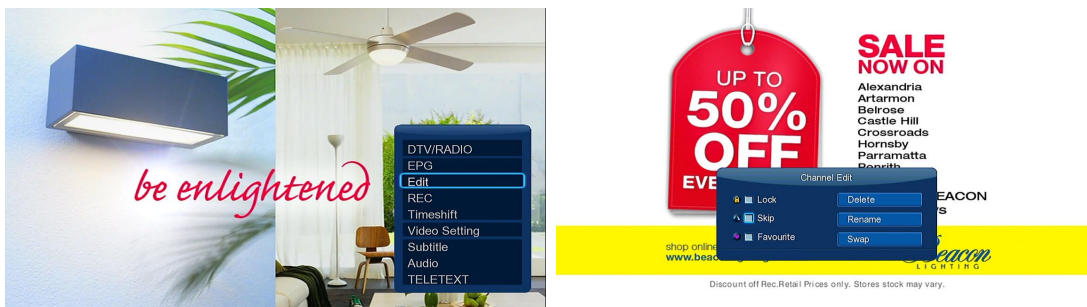 be enlightened
DTV/RADIO
EPG
Edit
REC
Timeshift
Video Setting
Subtitle
Audio
TELETEXT
UP TO
50%
OFF
SALE
NOW ON
Alexandria
Artarmon
Belrose
Castle Hill
Crossroads
Hornsby
Parramatta
Penrith
Channel Edit
Lock
Delete
Skip
Rename
Favourite
Swap
EACON
shop online
Beacon
LIGHTING
Discount off Rec.Retail Prices only. Stores stock may vary.